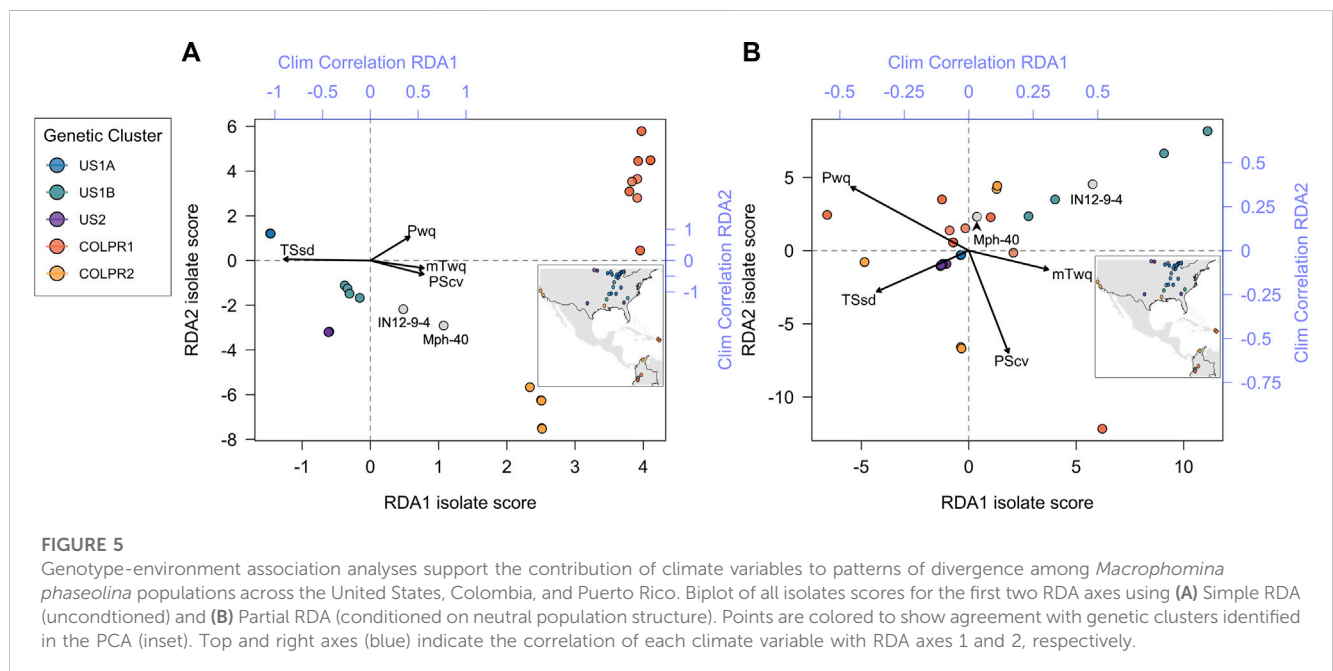 A
Clim Correlation RDA1
-1 -0.5 0 0.5 1
B
Clim Correlation RDA1
-0.5 -0.25 0 0.25 0.5
Genetic Cluster
US1A
US1B
US2
COLPR1
COLPR2
RDA2 isolate score
6
4
2
0
-2
-4
-6
-8
Pwq
TSsd
mTwq
PScv
IN12-9-4
Mph-40
1
0
-1
Clim Correlation RDA2
-1 0 1 2 3 4
RDA1 isolate score
RDA2 isolate score
5
0
-5
-10
Pwq
IN12-9-4
Mph-40
mTwq
TSsd
PScv
0.5
0.25
0
-0.25
-0.5
-0.75
Clim Correlation RDA2
-5 0 5 10
RDA1 isolate score
FIGURE 5
Genotype-environment association analyses support the contribution of climate variables to patterns of divergence among Macrophomina
phaseolina populations across the United States, Colombia, and Puerto Rico. Biplot of all isolates scores for the first two RDA axes using (A) Simple RDA
(uncondtioned) and (B) Partial RDA (conditioned on neutral population structure). Points are colored to show agreement with genetic clusters identified
in the PCA (inset). Top and right axes (blue) indicate the correlation of each climate variable with RDA axes 1 and 2, respectively.